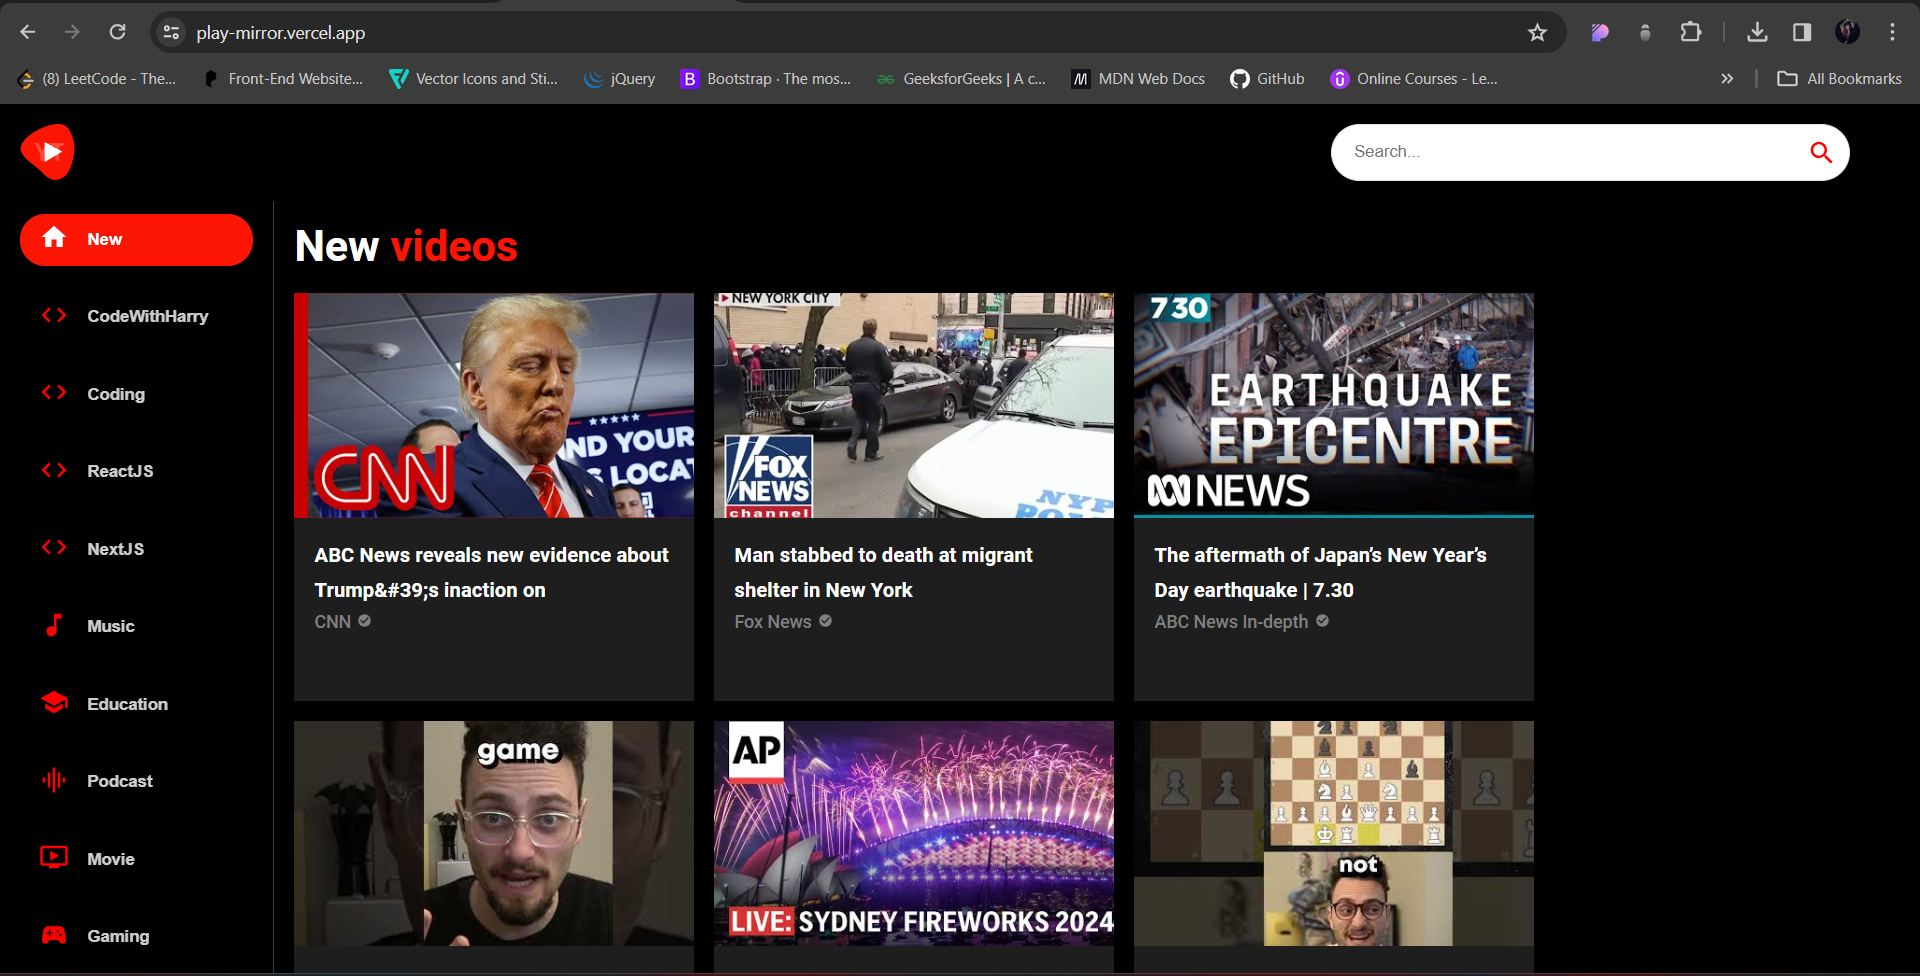 play-mirror.vercel.app
(8) LeetCode - The...
Front-End Website...
Vector Icons and Sti...
jQuery
Bootstrap · The mos...
GeeksforGeeks | A c...
MDN Web Docs
GitHub
Online Courses - Le...
All Bookmarks
YT
Search...
New
CodeWithHarry
Coding
ReactJS
NextJS
Music
Education
Podcast
Movie
Gaming
New videos
CNN
ND YOUR
S LOCAT
ABC News reveals new evidence about
Trump&#39;s inaction on
CNN
NEW YORK CITY
FOX
NEWS
channel
NYP
Man stabbed to death at migrant
shelter in New York
Fox News
7 30
EARTHQUAKE
EPICENTRE
NEWS
The aftermath of Japan’s New Year’s
Day earthquake | 7.30
ABC News In-depth
game
AP
LIVE: SYDNEY FIREWORKS 2024
not